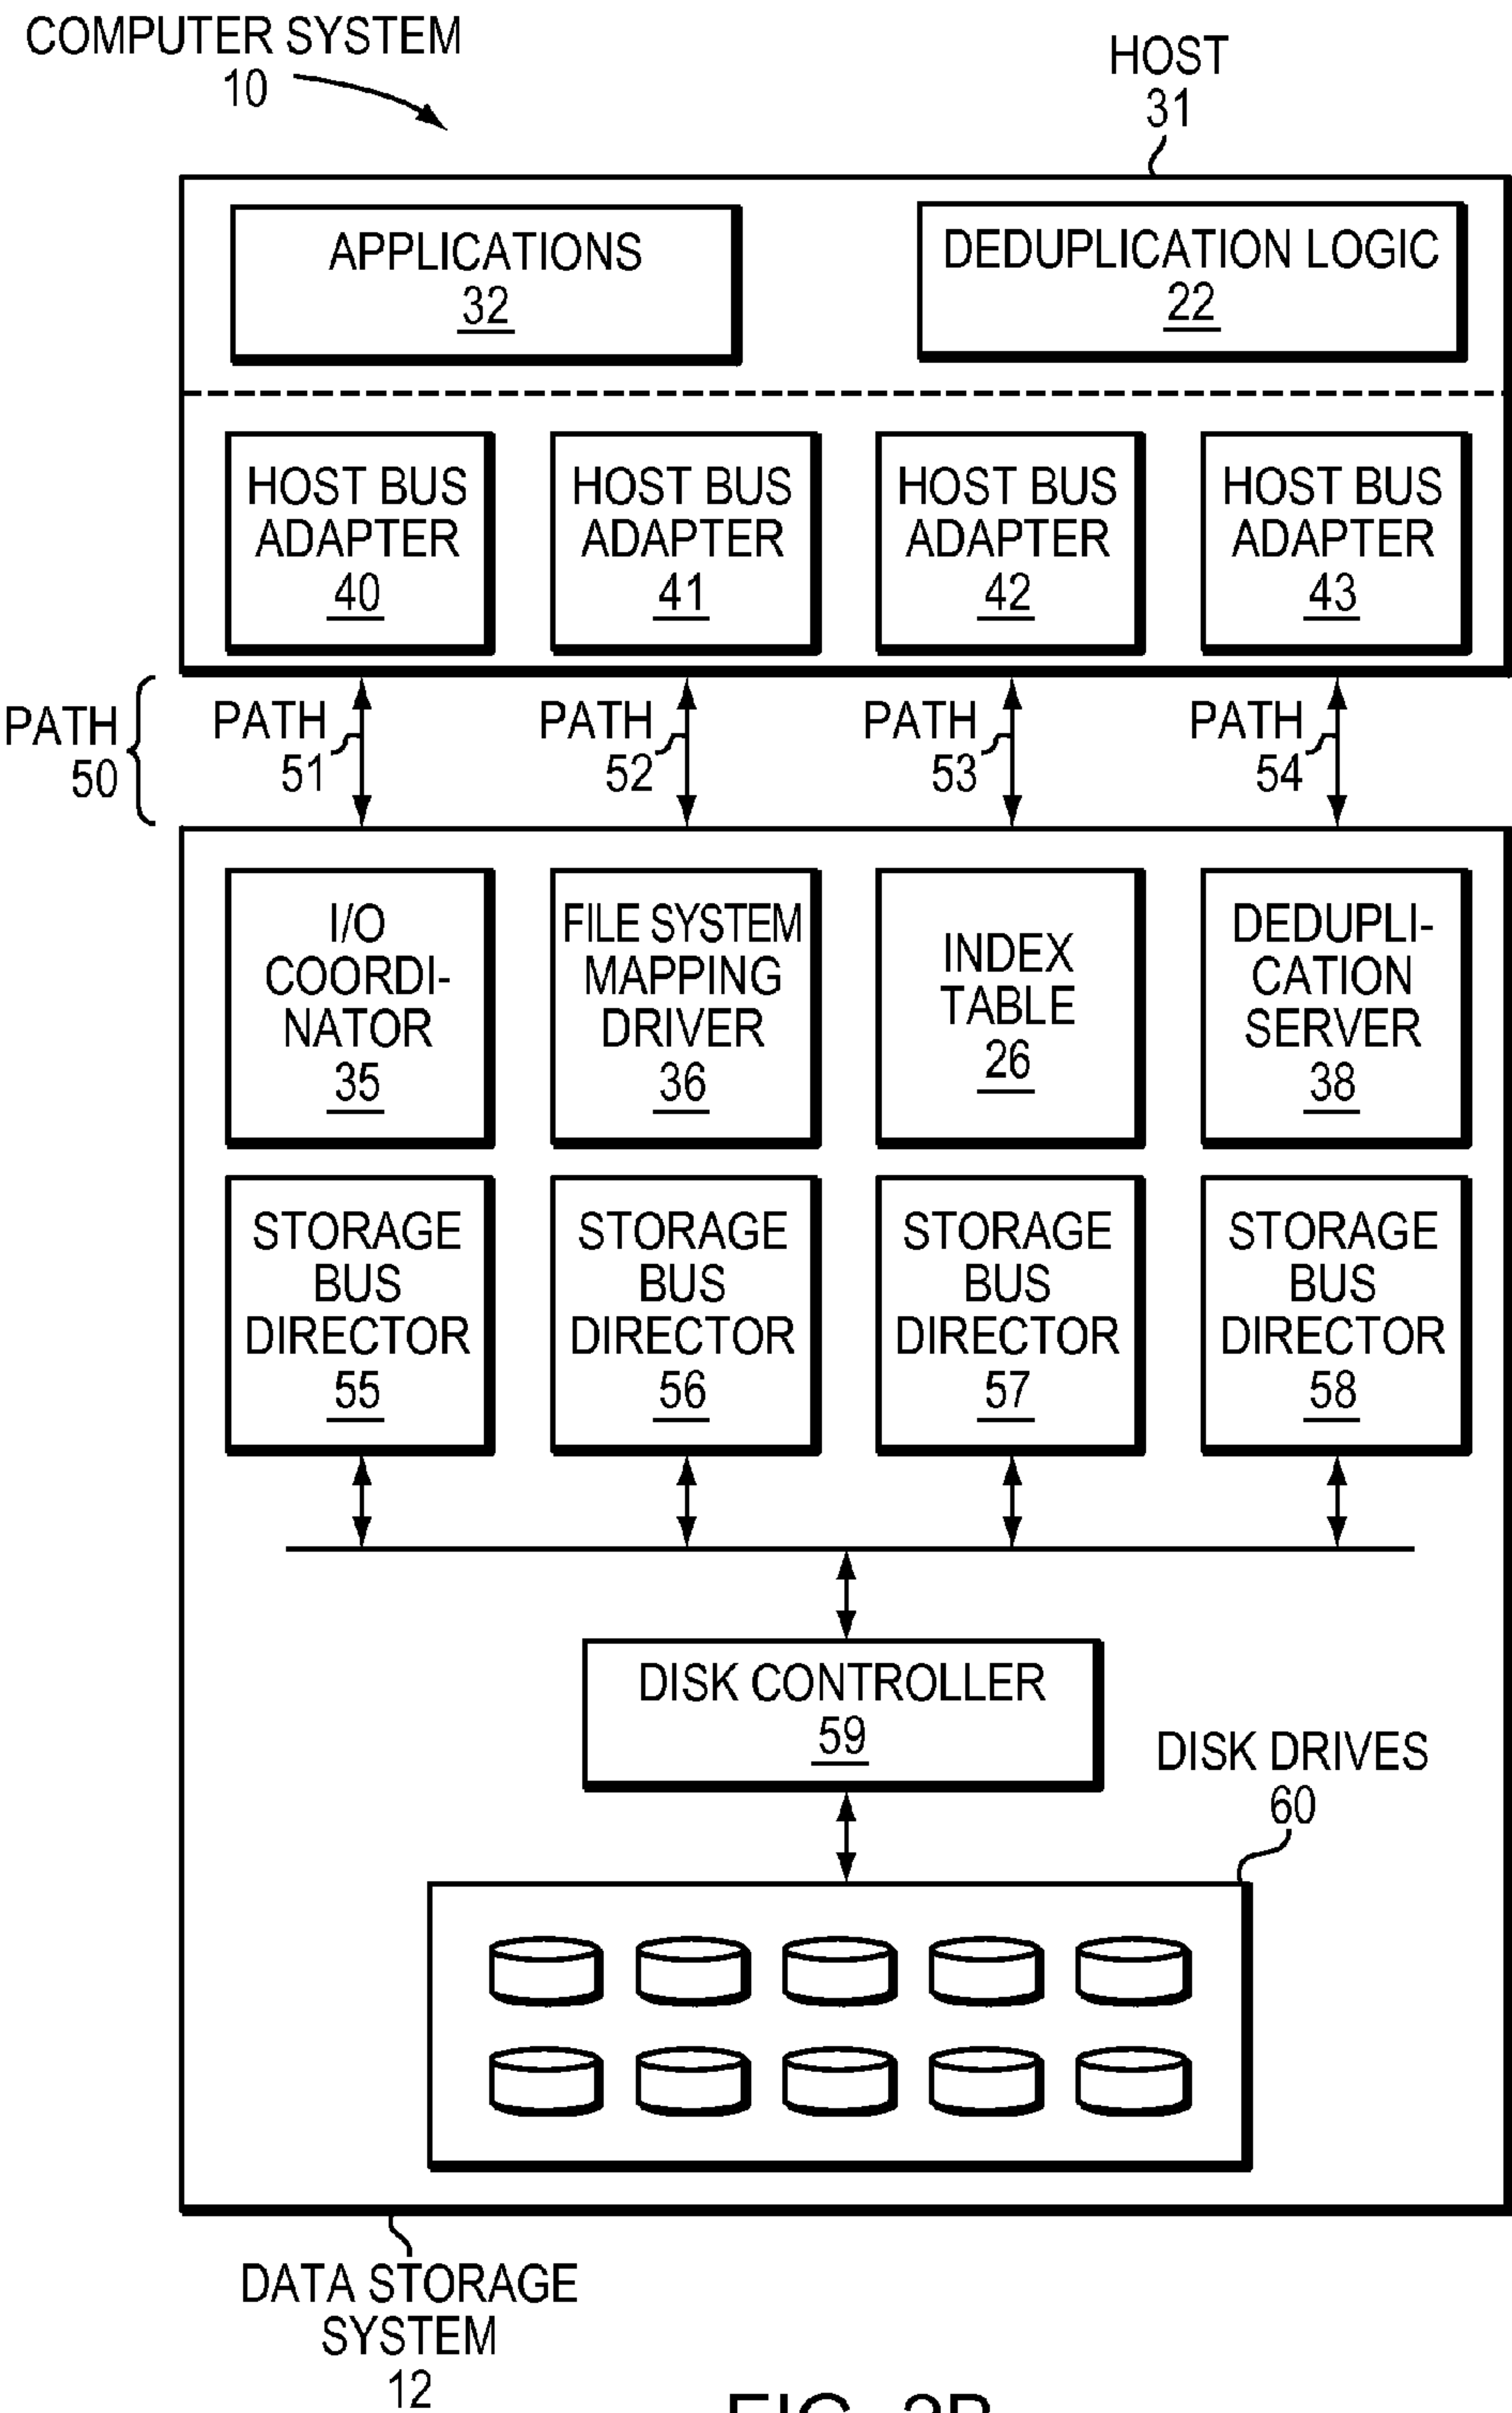 COMPUTER SYSTEM
10
HOST
31
APPLICATIONS
32
DEDUPLICATION LOGIC
22
HOST BUS
ADAPTER
40
HOST BUS
ADAPTER
41
HOST BUS
ADAPTER
42
HOST BUS
ADAPTER
43
PATH
50
PATH
51
PATH
52
PATH
53
PATH
54
I/O
COORDI-
NATOR
35
FILE SYSTEM
MAPPING
DRIVER
36
INDEX
TABLE
26
DEDUPLI-
CATION
SERVER
38
STORAGE
BUS
DIRECTOR
55
STORAGE
BUS
DIRECTOR
56
STORAGE
BUS
DIRECTOR
57
STORAGE
BUS
DIRECTOR
58
DISK CONTROLLER
59
DISK DRIVES
60
DATA STORAGE
SYSTEM
12